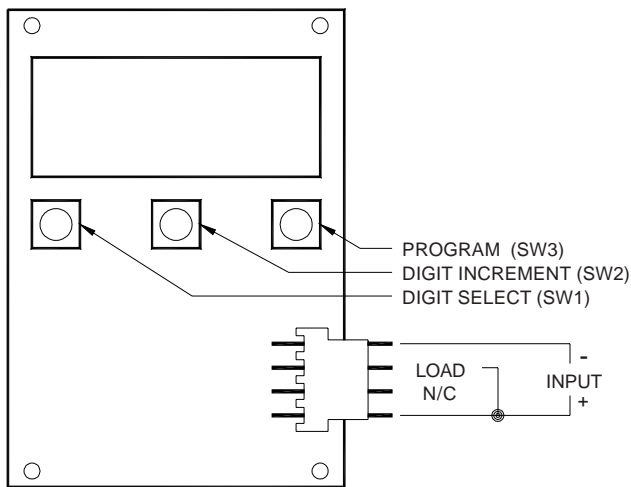 PROGRAM (SW3)
DIGIT INCREMENT (SW2)
DIGIT SELECT (SW1)
-
LOAD
N/C
INPUT
+